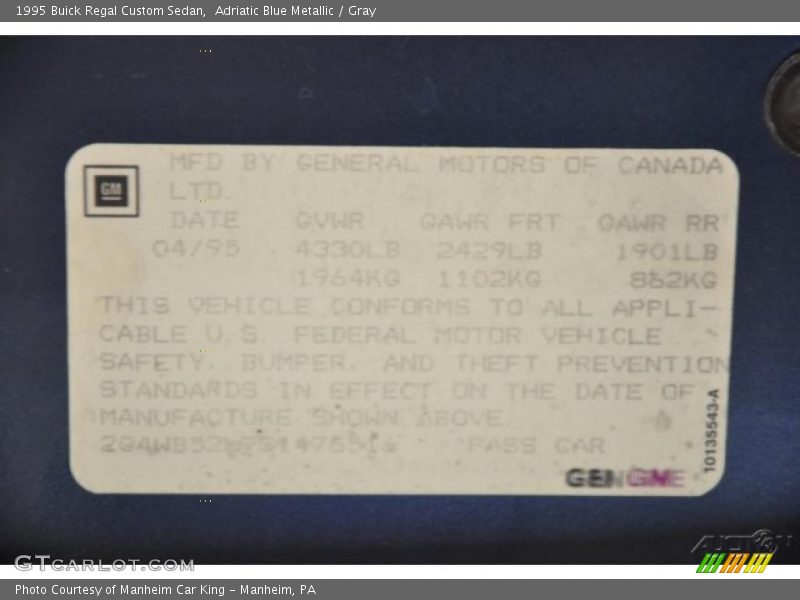 1995 Buick Regal Custom Sedan,  Adriatic Blue Metallic / Gray
MFD BY GENERAL MOTORS OF CANADA
LTD.
GM
DATE GVWR GAWR FRT GAWR RR
04/95 4330LB 2429LB 1901LB
1964KG 1102KG 862KG
THIS VEHICLE CONFORMS TO ALL APPLI-
CABLE U.S. FEDERAL MOTOR VEHICLE
SAFETY, BUMPER, AND THEFT PREVENTION
STANDARDS IN EFFECT ON THE DATE OF
MANUFACTURE SHOWN ABOVE.
PASS CAR
10135543-A
GTCARLOT.COM
Photo Courtesy of Manheim Car King - Manheim, PA